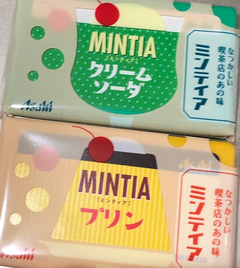 MINTIA
[ミンティア]
クリーム
ソーダ
Asahi
なつかしい
喫茶店のあの味
ミンティア
MINTIA
[ミンティア]
プリン
Asahi
なつかしい
喫茶店のあの味
ミンティア